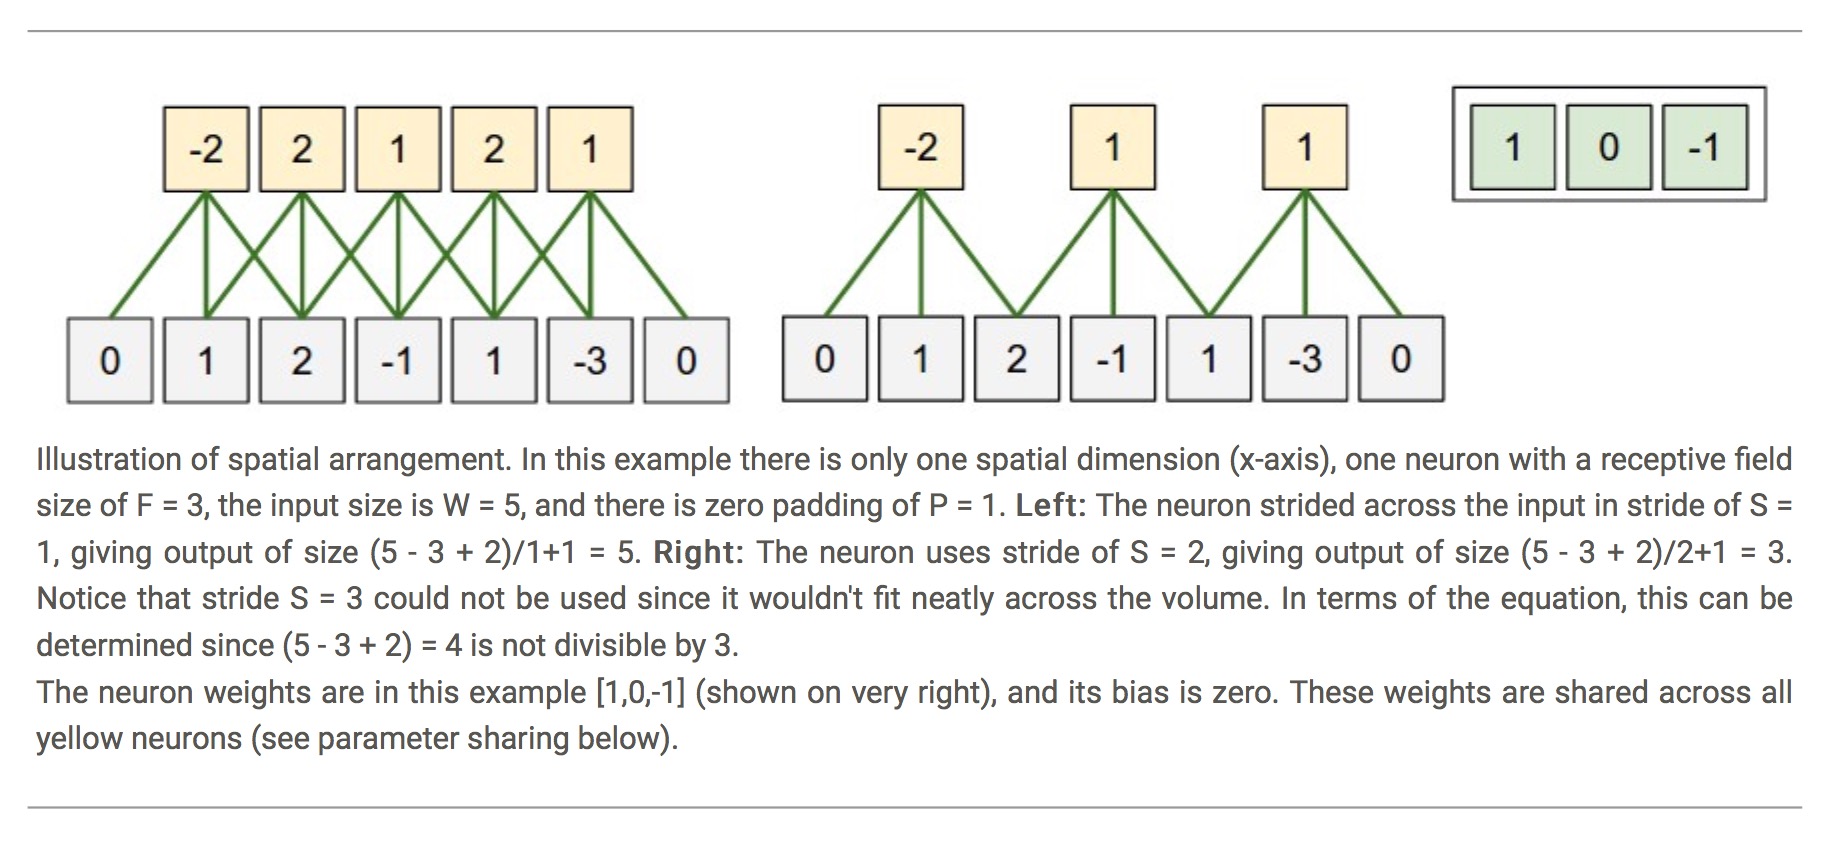 -2 2 1 2 1 -2 1 1 1 0 -1
0 1 2 -1 1 -3 0 0 1 2 -1 1 -3 0
Illustration of spatial arrangement. In this example there is only one spatial dimension (x-axis), one neuron with a receptive field
size of F = 3, the input size is W = 5, and there is zero padding of P = 1. Left: The neuron strided across the input in stride of S =
1, giving output of size (5 - 3 + 2)/1+1 = 5. Right: The neuron uses stride of S = 2, giving output of size (5 - 3 + 2)/2+1 = 3.
Notice that stride S = 3 could not be used since it wouldn't fit neatly across the volume. In terms of the equation, this can be
determined since (5 - 3 + 2) = 4 is not divisible by 3.
The neuron weights are in this example [1,0,-1] (shown on very right), and its bias is zero. These weights are shared across all
yellow neurons (see parameter sharing below).